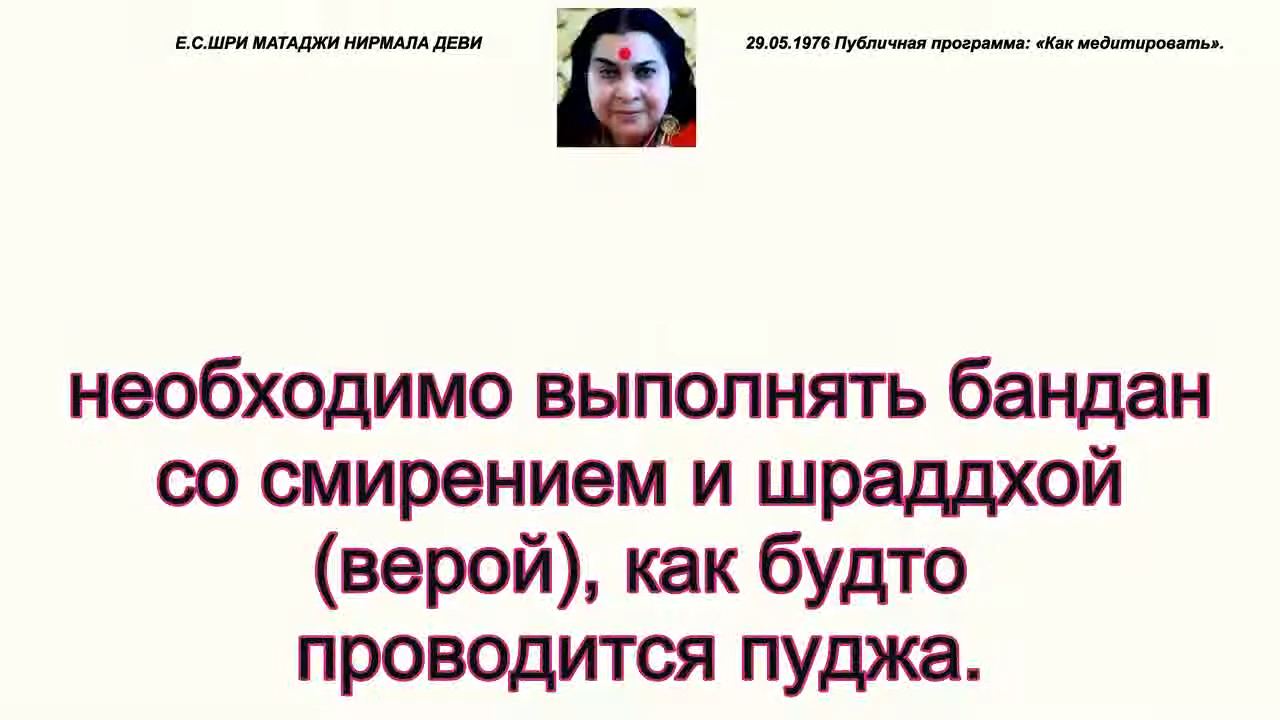 Е.С.ШРИ МАТАДЖИ НИРМАЛА ДЕВИ
29.05.1976 Публичная программа: «Как медитировать».
необходимо выполнять бандан
со смирением и шраддхой
(верой), как будто
проводится пуджа.